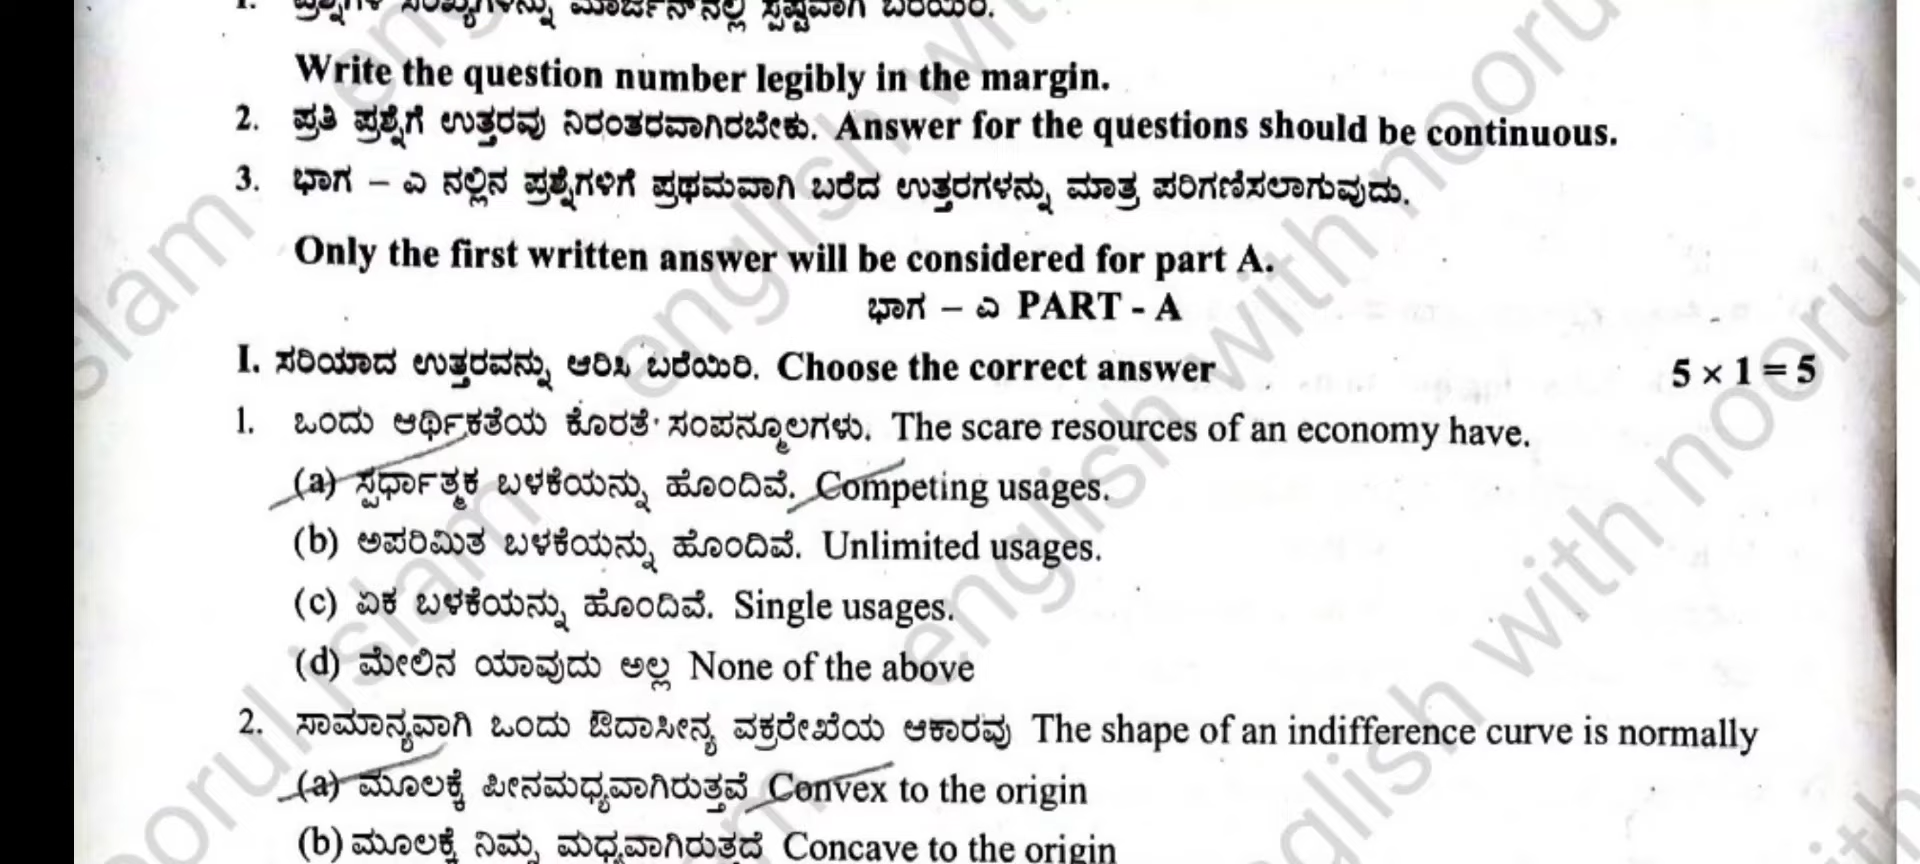 1. ಪ್ರಶ್ನೆಗಳ ಸಂಖ್ಯೆಗಳನ್ನು ಮಾರ್ಜಿನ್‌ನಲ್ಲಿ ಸ್ಪಷ್ಟವಾಗಿ ಬರೆಯಿರಿ.
Write the question number legibly in the margin.
2. ಪ್ರತಿ ಪ್ರಶ್ನೆಗೆ ಉತ್ತರವು ನಿರಂತರವಾಗಿರಬೇಕು. Answer for the questions should be continuous.
3. ಭಾಗ – ಎ ನಲ್ಲಿನ ಪ್ರಶ್ನೆಗಳಿಗೆ ಪ್ರಥಮವಾಗಿ ಬರೆದ ಉತ್ತರಗಳನ್ನು ಮಾತ್ರ ಪರಿಗಣಿಸಲಾಗುವುದು.
Only the first written answer will be considered for part A.
ಭಾಗ – ಎ PART - A
I. ಸರಿಯಾದ ಉತ್ತರವನ್ನು ಆರಿಸಿ ಬರೆಯಿರಿ. Choose the correct answer 5 × 1 = 5
1. ಒಂದು ಆರ್ಥಿಕತೆಯ ಕೊರತೆ ಸಂಪನ್ಮೂಲಗಳು. The scare resources of an economy have.
(a) ಸ್ಪರ್ಧಾತ್ಮಕ ಬಳಕೆಯನ್ನು ಹೊಂದಿವೆ. Competing usages.
(b) ಅಪರಿಮಿತ ಬಳಕೆಯನ್ನು ಹೊಂದಿವೆ. Unlimited usages.
(c) ಏಕ ಬಳಕೆಯನ್ನು ಹೊಂದಿವೆ. Single usages.
(d) ಮೇಲಿನ ಯಾವುದು ಅಲ್ಲ None of the above
2. ಸಾಮಾನ್ಯವಾಗಿ ಒಂದು ಔದಾಸೀನ್ಯ ವಕ್ರರೇಖೆಯ ಆಕಾರವು The shape of an indifference curve is normally
(a) ಮೂಲಕ್ಕೆ ಪೀನಮಧ್ಯವಾಗಿರುತ್ತವೆ Convex to the origin
(b) ಮೂಲಕ್ಕೆ ನಿಮ್ನ ಮಧ್ಯವಾಗಿರುತ್ತದೆ Concave to the origin
english with noorul islam